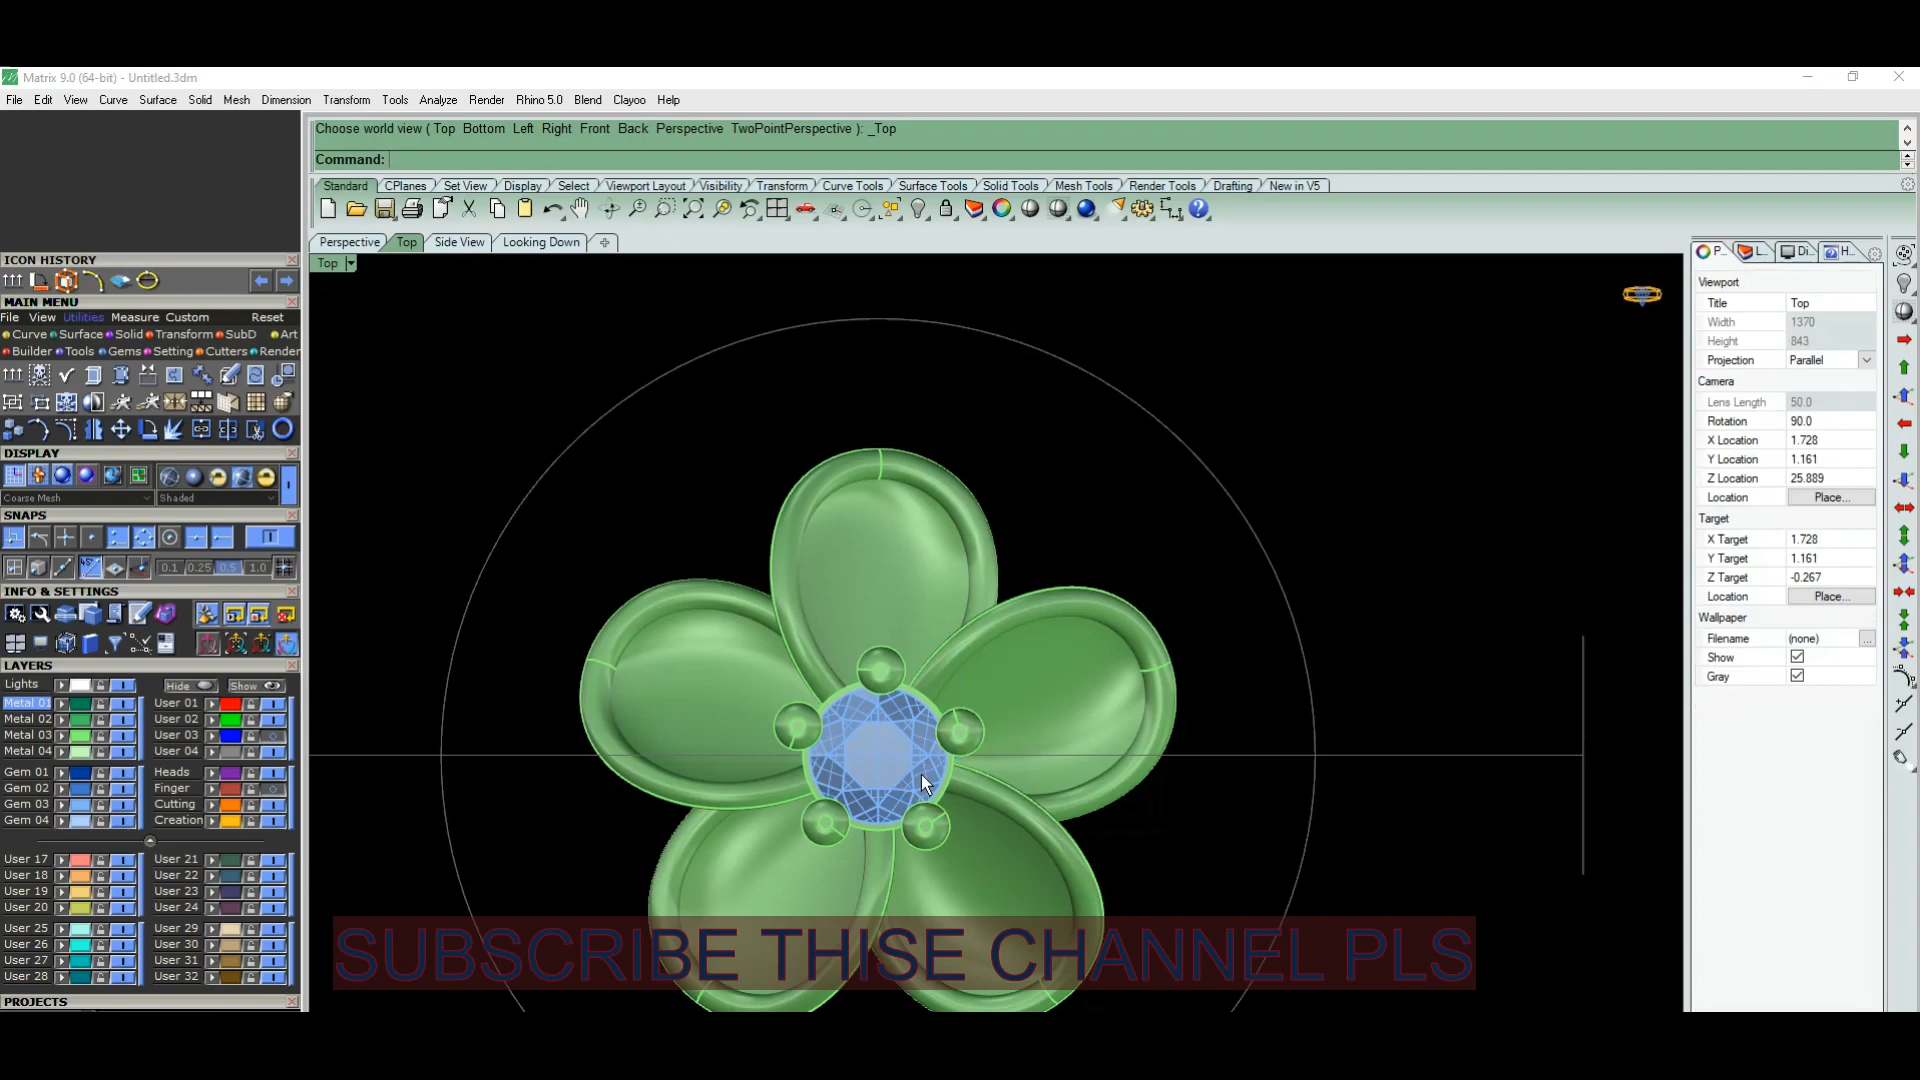 Matrix 9.0 (64-bit) - Untitled.3dm
File Edit View Curve Surface Solid Mesh Dimension Transform Tools Analyze Render Rhino 5.0 Blend Clayoo Help
Choose world view ( Top Bottom Left Right Front Back Perspective TwoPointPerspective ): _Top
Command:
Standard CPlanes Set View Display Select Viewport Layout Visibility Transform Curve Tools Surface Tools Solid Tools Mesh Tools Render Tools Drafting New in V5
Perspective Top Side View Looking Down
Top
ICON HISTORY
MAIN MENU
File View Utilities Measure Custom Reset
Curve Surface Solid Transform SubD Art
Builder Tools Gems Setting Cutters Render
DISPLAY
Coarse Mesh Shaded
SNAPS
45°
0.1 0.25 0.5 1.0
INFO & SETTINGS
LAYERS
Lights Hide Show
Metal 01 User 01
Metal 02 User 02
Metal 03 User 03
Metal 04 User 04
Gem 01 Heads
Gem 02 Finger
Gem 03 Cutting
Gem 04 Creation
User 17 User 21
User 18 User 22
User 19 User 23
User 20 User 24
User 25 User 29
User 26 User 30
User 27 User 31
User 28 User 32
PROJECTS
P... L... Di... H...
Viewport
Title Top
Width 1370
Height 843
Projection Parallel
Camera
Lens Length 50.0
Rotation 90.0
X Location 1.728
Y Location 1.161
Z Location 25.889
Location Place...
Target
X Target 1.728
Y Target 1.161
Z Target -0.267
Location Place...
Wallpaper
Filename (none) ...
Show
Gray
SUBSCRIBE THISE CHANNEL PLS